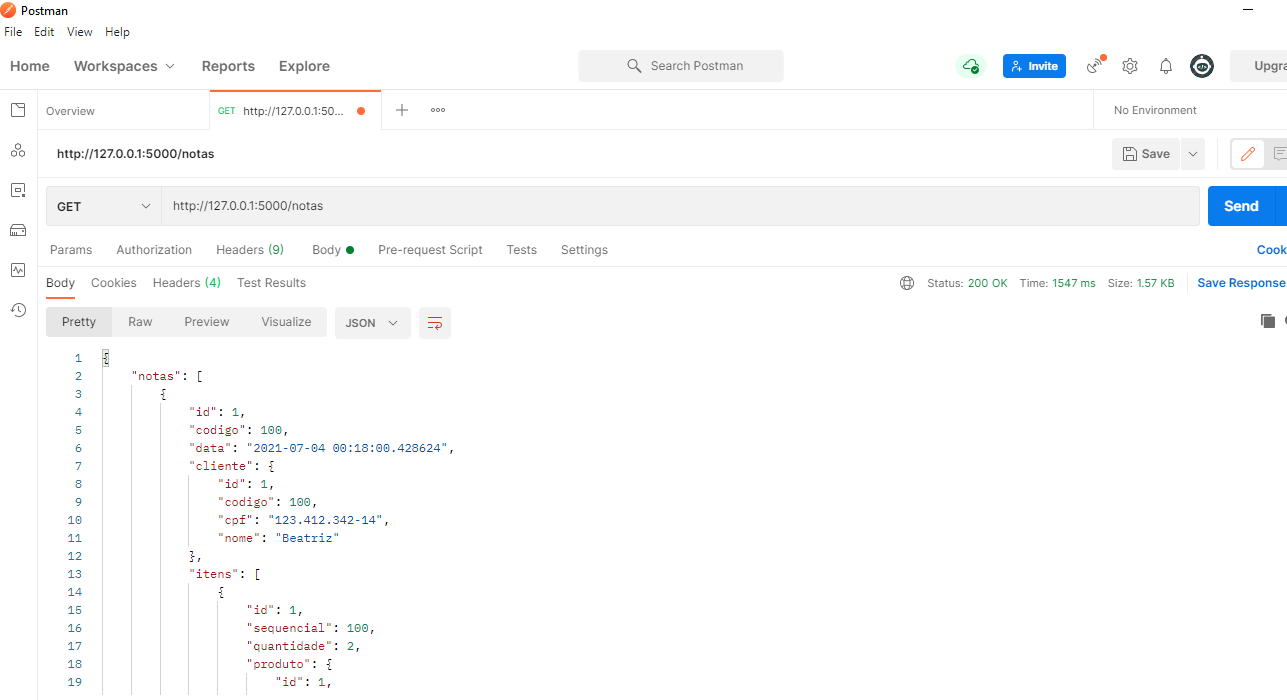 Postman
File Edit View Help
Home Workspaces Reports Explore Search Postman Invite
Overview GET http://127.0.0.1:50... No Environment
http://127.0.0.1:5000/notas Save
GET http://127.0.0.1:5000/notas Send
Params Authorization Headers (9) Body Pre-request Script Tests Settings
Body Cookies Headers (4) Test Results Status: 200 OK Time: 1547 ms Size: 1.57 KB Save Response
Pretty Raw Preview Visualize JSON
1 {
2 "notas": [
3 {
4 "id": 1,
5 "codigo": 100,
6 "data": "2021-07-04 00:18:00.428624",
7 "cliente": {
8 "id": 1,
9 "codigo": 100,
10 "cpf": "123.412.342-14",
11 "nome": "Beatriz"
12 },
13 "itens": [
14 {
15 "id": 1,
16 "sequencial": 100,
17 "quantidade": 2,
18 "produto": {
19 "id": 1,